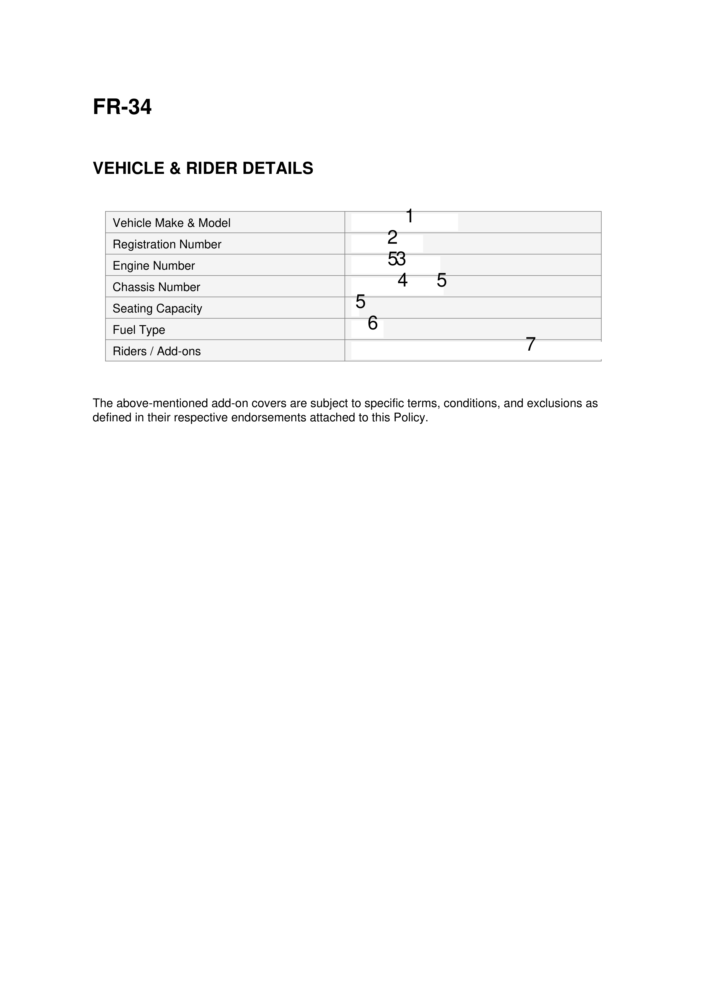 FR-34
VEHICLE & RIDER DETAILS
Vehicle Make & Model 1
Registration Number 2
Engine Number 53
Chassis Number 4 5
Seating Capacity 5
Fuel Type 6
Riders / Add-ons 7
The above-mentioned add-on covers are subject to specific terms, conditions, and exclusions as
defined in their respective endorsements attached to this Policy.